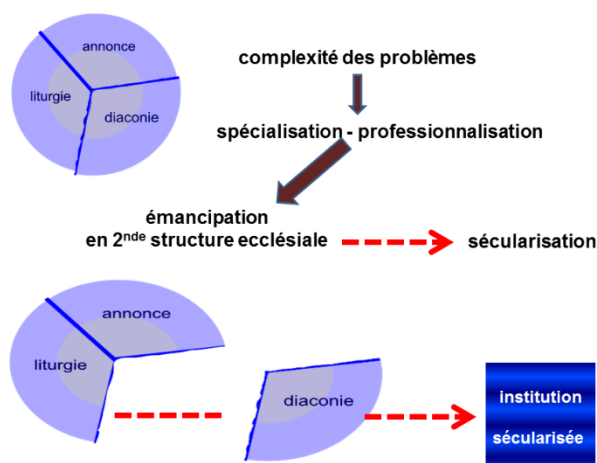 annonce
liturgie
diaconie
complexité des problèmes
spécialisation - professionnalisation
émancipation
en 2nde structure ecclésiale
sécularisation
annonce
liturgie
diaconie
institution
sécularisée